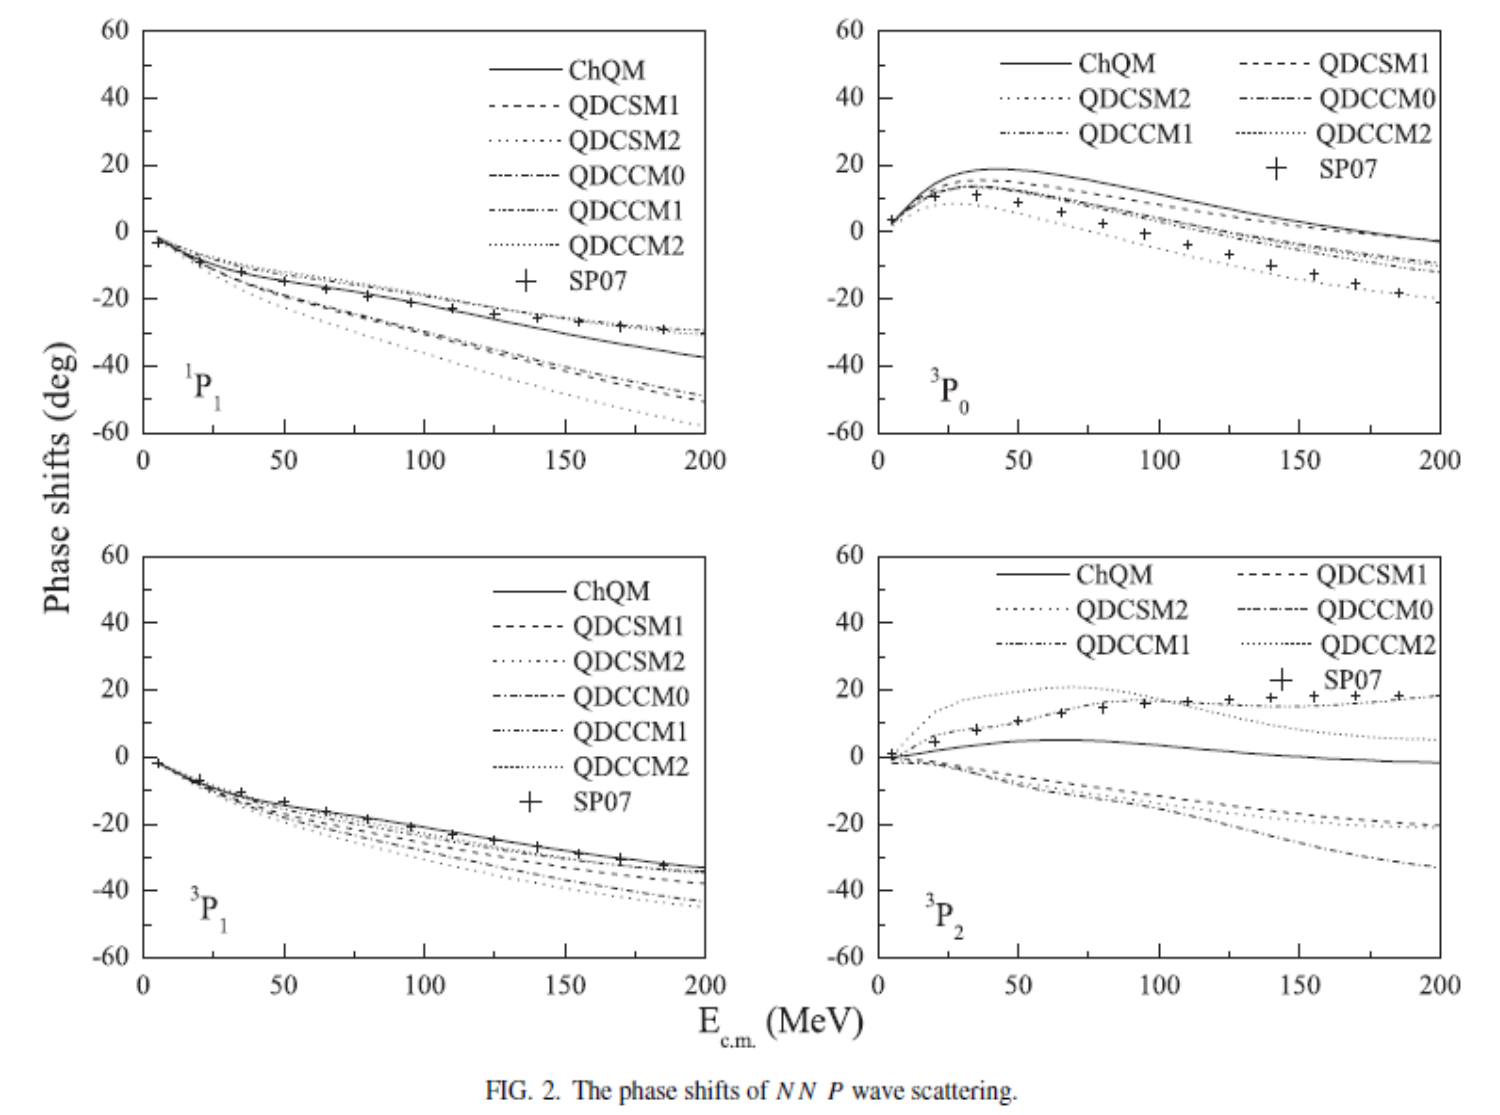 60
40
20
0
-20
-40
-60
0 50 100 150 200
ChQM
QDCSM1
QDCSM2
QDCCM0
QDCCM1
QDCCM2
SP07
1P1
60
40
20
0
-20
-40
-60
0 50 100 150 200
ChQM QDCSM1
QDCSM2 QDCCM0
QDCCM1 QDCCM2
SP07
3P0
Phase shifts (deg)
60
40
20
0
-20
-40
-60
0 50 100 150 200
ChQM
QDCSM1
QDCSM2
QDCCM0
QDCCM1
QDCCM2
SP07
3P1
60
40
20
0
-20
-40
-60
0 50 100 150 200
ChQM QDCSM1
QDCSM2 QDCCM0
QDCCM1 QDCCM2
SP07
3P2
Ec.m. (MeV)
FIG. 2. The phase shifts of NN P wave scattering.